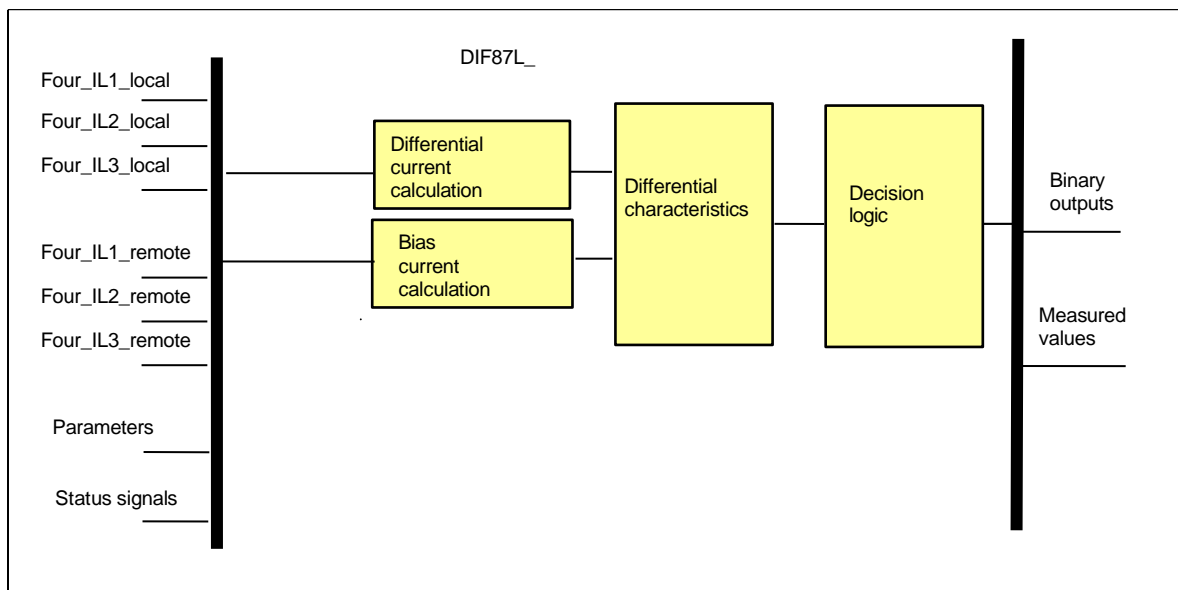 DIF87L_
Four_IL1_local
Four_IL2_local
Four_IL3_local
Four_IL1_remote
Four_IL2_remote
Four_IL3_remote
Parameters
Status signals
Differential
current
calculation
Bias
current
calculation
Differential
characteristics
Decision
logic
Binary
outputs
Measured
values